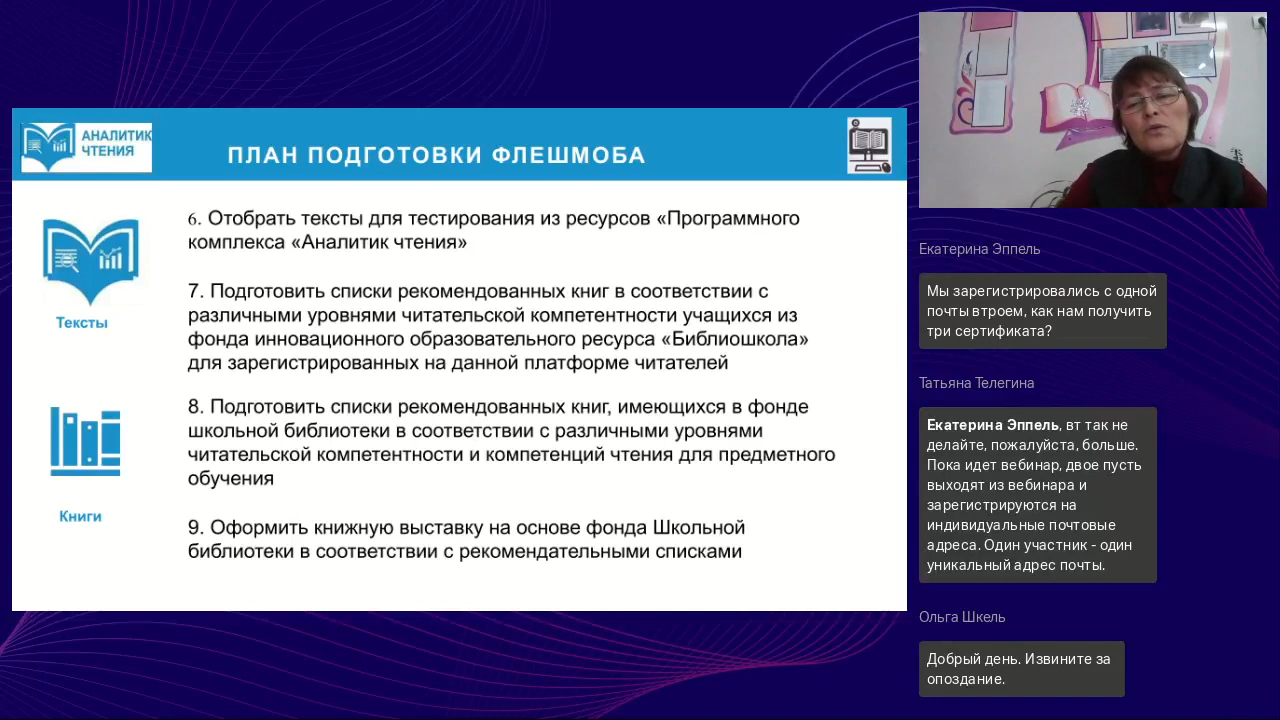 АНАЛИТИК
ЧТЕНИЯ
ПЛАН ПОДГОТОВКИ ФЛЕШМОБА
6. Отобрать тексты для тестирования из ресурсов «Программного
комплекса «Аналитик чтения»
Тексты
7. Подготовить списки рекомендованных книг в соответствии с
различными уровнями читательской компетентности учащихся из
фонда инновационного образовательного ресурса «Библиошкола»
для зарегистрированных на данной платформе читателей
8. Подготовить списки рекомендованных книг, имеющихся в фонде
школьной библиотеки в соответствии с различными уровнями
читательской компетентности и компетенций чтения для предметного
обучения
Книги
9. Оформить книжную выставку на основе фонда Школьной
библиотеки в соответствии с рекомендательными списками
Екатерина Эппель
Мы зарегистрировались с одной
почты втроем, как нам получить
три сертификата?
Татьяна Телегина
Екатерина Эппель, вт так не
делайте, пожалуйста, больше.
Пока идет вебинар, двое пусть
выходят из вебинара и
зарегистрируются на
индивидуальные почтовые
адреса. Один участник - один
уникальный адрес почты.
Ольга Шкель
Добрый день. Извините за
опоздание.